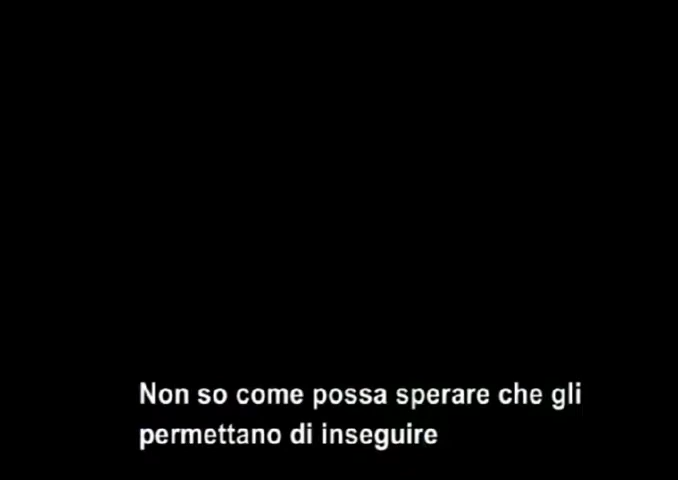 Non so come possa sperare che gli
permettano di inseguire